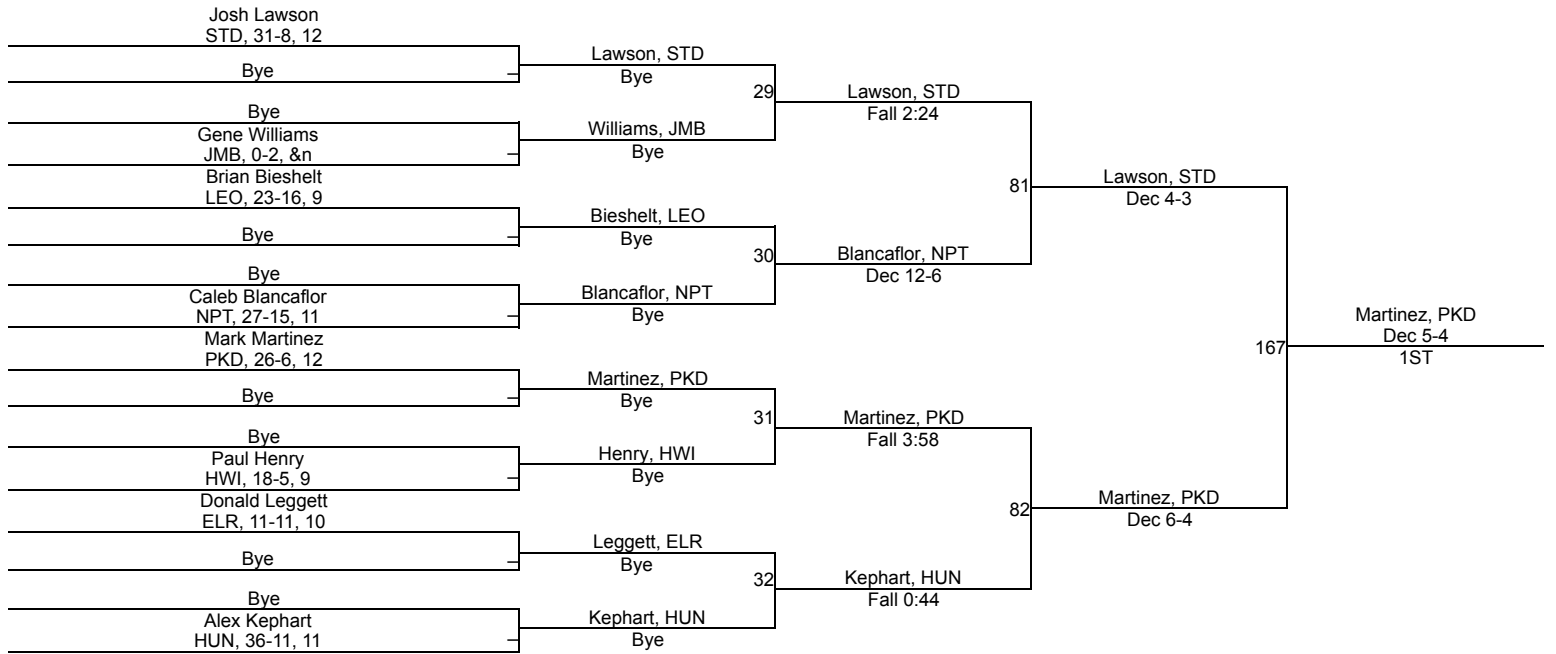 Josh Lawson
STD, 31-8, 12
Bye
Bye
Gene Williams
JMB, 0-2, &n
Brian Bieshelt
LEO, 23-16, 9
Bye
Bye
Caleb Blancaflor
NPT, 27-15, 11
Mark Martinez
PKD, 26-6, 12
Bye
Bye
Paul Henry
HWI, 18-5, 9
Donald Leggett
ELR, 11-11, 10
Bye
Bye
Alex Kephart
HUN, 36-11, 11
Lawson, STD
Bye
29
Williams, JMB
Bye
Bieshelt, LEO
Bye
30
Blancaflor, NPT
Bye
Martinez, PKD
Bye
31
Henry, HWI
Bye
Leggett, ELR
Bye
32
Kephart, HUN
Bye
Lawson, STD
Fall 2:24
81
Blancaflor, NPT
Dec 12-6
Martinez, PKD
Fall 3:58
82
Kephart, HUN
Fall 0:44
Lawson, STD
Dec 4-3
167
Martinez, PKD
Dec 6-4
Martinez, PKD
Dec 5-4
1ST